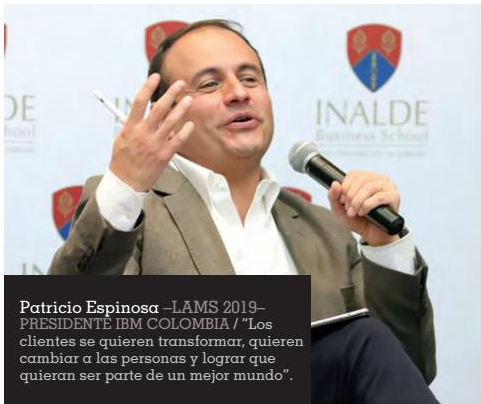 INALDE
Business School
Patricio Espinosa –LAMS 2019–
PRESIDENTE IBM COLOMBIA / “Los
clientes se quieren transformar, quieren
cambiar a las personas y lograr que
quieran ser parte de un mejor mundo”.